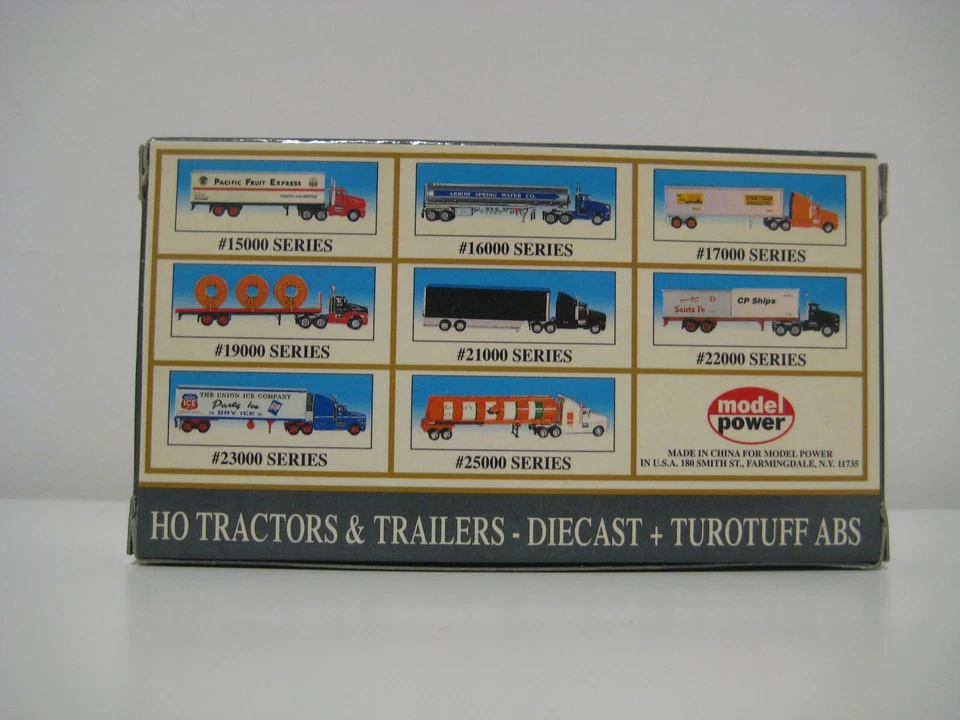 PACIFIC FRUIT EXPRESS
#15000 SERIES
ARROW SPRING WATER CO.
#16000 SERIES
#17000 SERIES
#19000 SERIES
#21000 SERIES
Santa Fe
CP Ships
#22000 SERIES
ICE
THE UNION ICE COMPANY
Party Ice
DRY ICE
#23000 SERIES
#25000 SERIES
model
power
MADE IN CHINA FOR MODEL POWER
IN U.S.A. 180 SMITH ST., FARMINGDALE, N.Y. 11735
HO TRACTORS & TRAILERS - DIECAST + TUROTUFF ABS